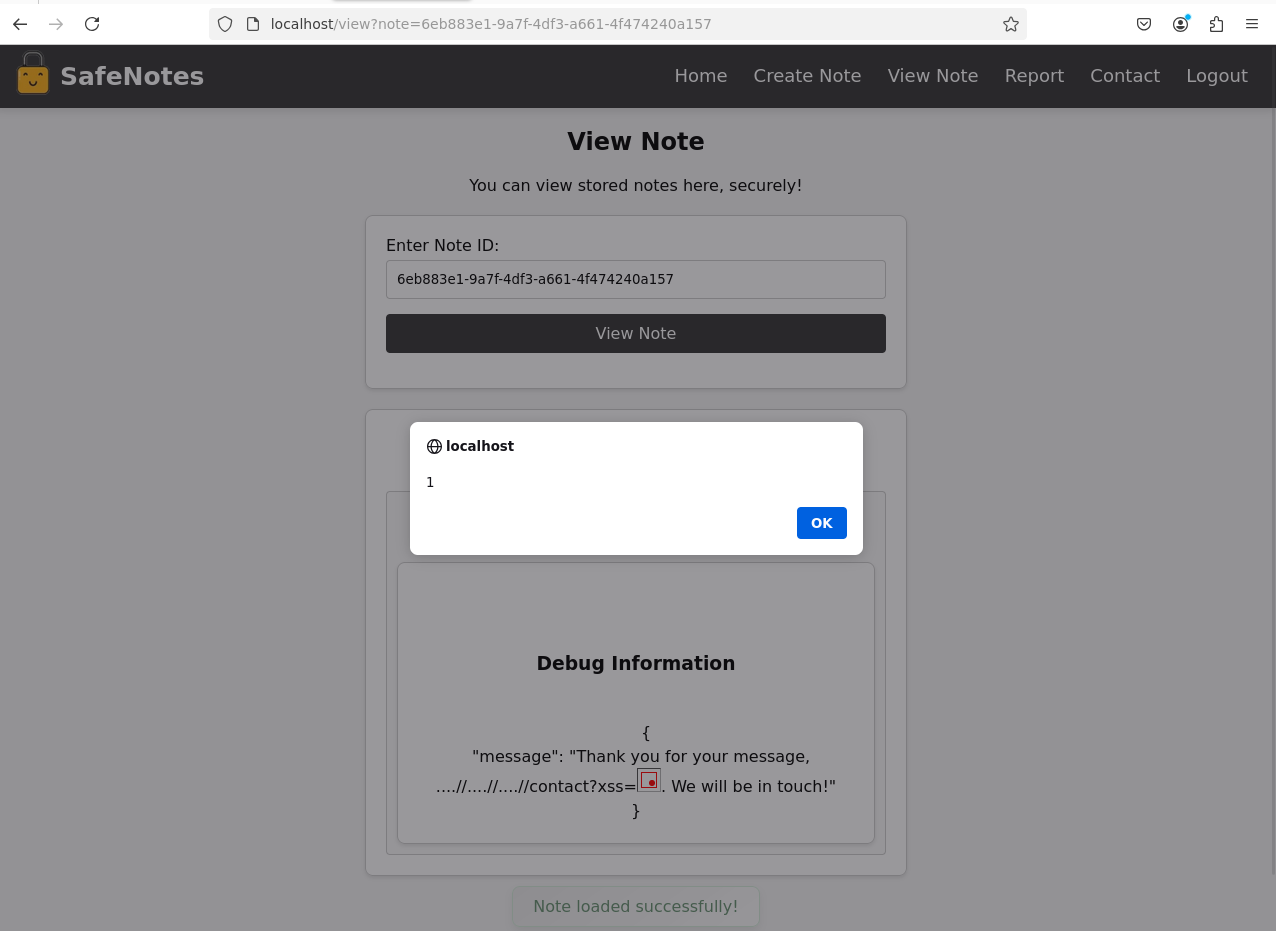 localhost/view?note=6eb883e1-9a7f-4df3-a661-4f474240a157
SafeNotes
Home
Create Note
View Note
Report
Contact
Logout
View Note
You can view stored notes here, securely!
Enter Note ID:
6eb883e1-9a7f-4df3-a661-4f474240a157
View Note
localhost
1
OK
Debug Information
{
"message": "Thank you for your message,
....//....//....//contact?xss=. We will be in touch!"
}
Note loaded successfully!